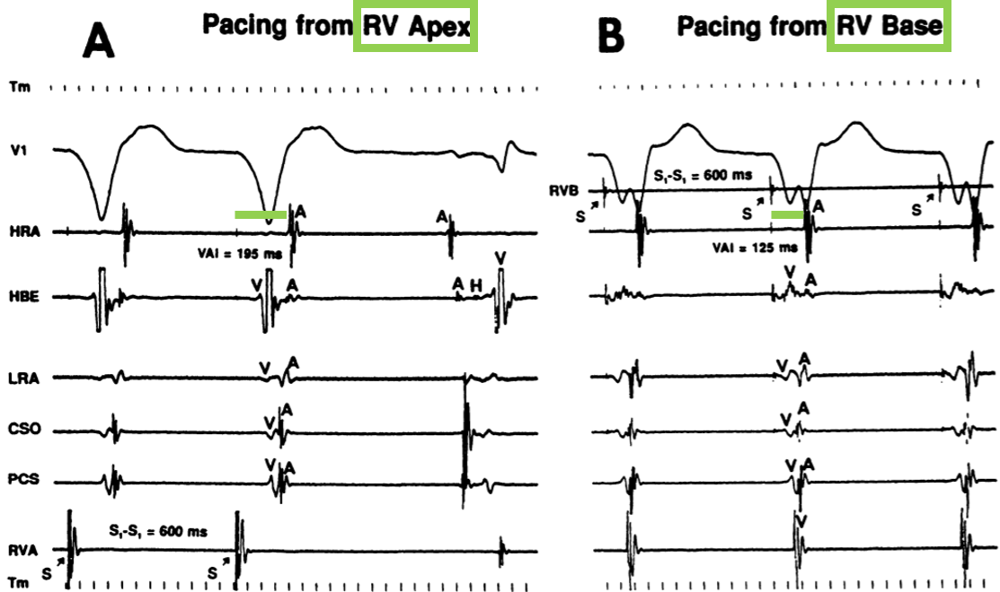 A Pacing from RV Apex
Tm
V1
HRA A A
VAI = 195 ms
V
HBE V A A H
LRA V A
CSO V A
PCS V A
S₁-S₁ = 600 ms
RVA
S S
Tm
B Pacing from RV Base
S₁-S₁ = 600 ms
RVB
S S A S
VAI = 125 ms
V A
V A
V A
V A
V